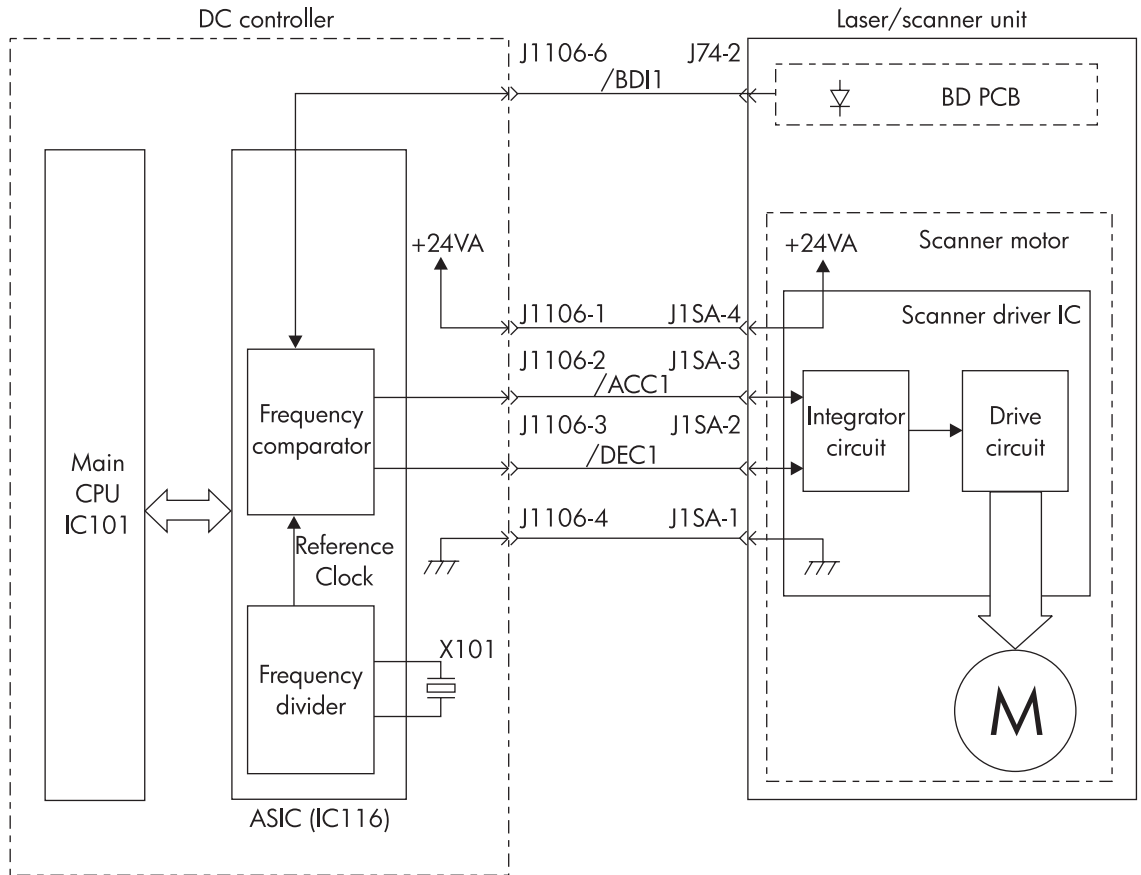 DC controller
Laser/scanner unit
J1106-6
J74-2
/BDI1
BD PCB
+24VA
+24VA
Scanner motor
J1106-1
J1SA-4
Scanner driver IC
J1106-2
J1SA-3
/ACC1
Frequency
comparator
J1106-3
J1SA-2
/DEC1
Integrator
circuit
Drive
circuit
Main
CPU
IC101
J1106-4
J1SA-1
Reference
Clock
X101
Frequency
divider
M
ASIC (IC116)